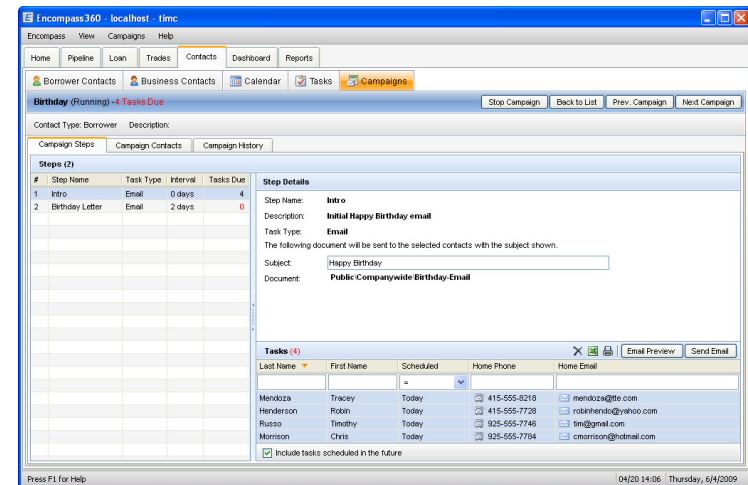 Encompass360 - localhost - timc
Encompass View Campaigns Help
Home Pipeline Loan Trades Contacts Dashboard Reports
Borrower Contacts Business Contacts Calendar Tasks Campaigns
Birthday (Running) -4 Tasks Due Stop Campaign Back to List Prev. Campaign Next Campaign
Contact Type: Borrower Description:
Campaign Steps Campaign Contacts Campaign History
Steps (2)
# Step Name Task Type Interval Tasks Due
1 Intro Email 0 days 4
2 Birthday Letter Email 2 days 0
Step Details
Step Name: Intro
Description: Initial Happy Birthday email
Task Type: Email
The following document will be sent to the selected contacts with the subject shown.
Subject: Happy Birthday
Document: Public\Companywide\Birthday-Email
Tasks (4) Email Preview Send Email
Last Name First Name Scheduled Home Phone Home Email
=
Mendoza Tracey Today 415-555-8218 mendoza@tte.com
Henderson Robin Today 415-555-7728 robinhendo@yahoo.com
Russo Timothy Today 925-555-7746 tim@gmail.com
Morrison Chris Today 925-555-7784 cmorrison@hotmail.com
Include tasks scheduled in the future
Press F1 for Help 04/20 14:06 Thursday, 6/4/2009